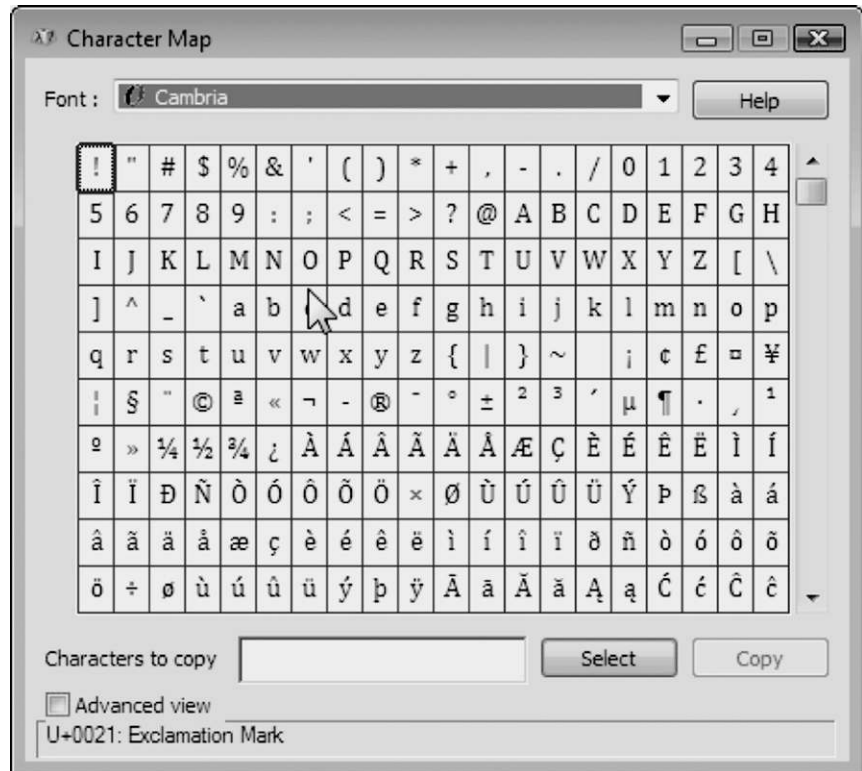 Character Map
Font : Cambria Help
! " # $ % & ' ( ) * + , - . / 0 1 2 3 4
5 6 7 8 9 : ; < = > ? @ A B C D E F G H
I J K L M N O P Q R S T U V W X Y Z [ \
] ^ _ ` a b d e f g h i j k l m n o p
q r s t u v w x y z { | } ~ ¡ ¢ £ ¤ ¥
¦ § ¨ © ª « ¬ - ® ¯ ° ± ² ³ ´ µ ¶ · ¸ ¹
º » ¼ ½ ¾ ¿ À Á Â Ã Ä Å Æ Ç È É Ê Ë Ì Í
Î Ï Ð Ñ Ò Ó Ô Õ Ö × Ø Ù Ú Û Ü Ý Þ ß à á
â ã ä å æ ç è é ê ë ì í î ï ð ñ ò ó ô õ
ö ÷ ø ù ú û ü ý þ ÿ Ā ā Ă ă Ą ą Ć ć Ĉ ĉ
Characters to copy Select Copy
Advanced view
U+0021: Exclamation Mark